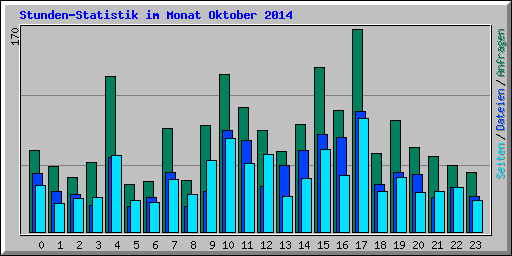 Stunden-Statistik im Monat Oktober 2014
170
Seiten / Dateien / Anfragen
0 1 2 3 4 5 6 7 8 9 10 11 12 13 14 15 16 17 18 19 20 21 22 23